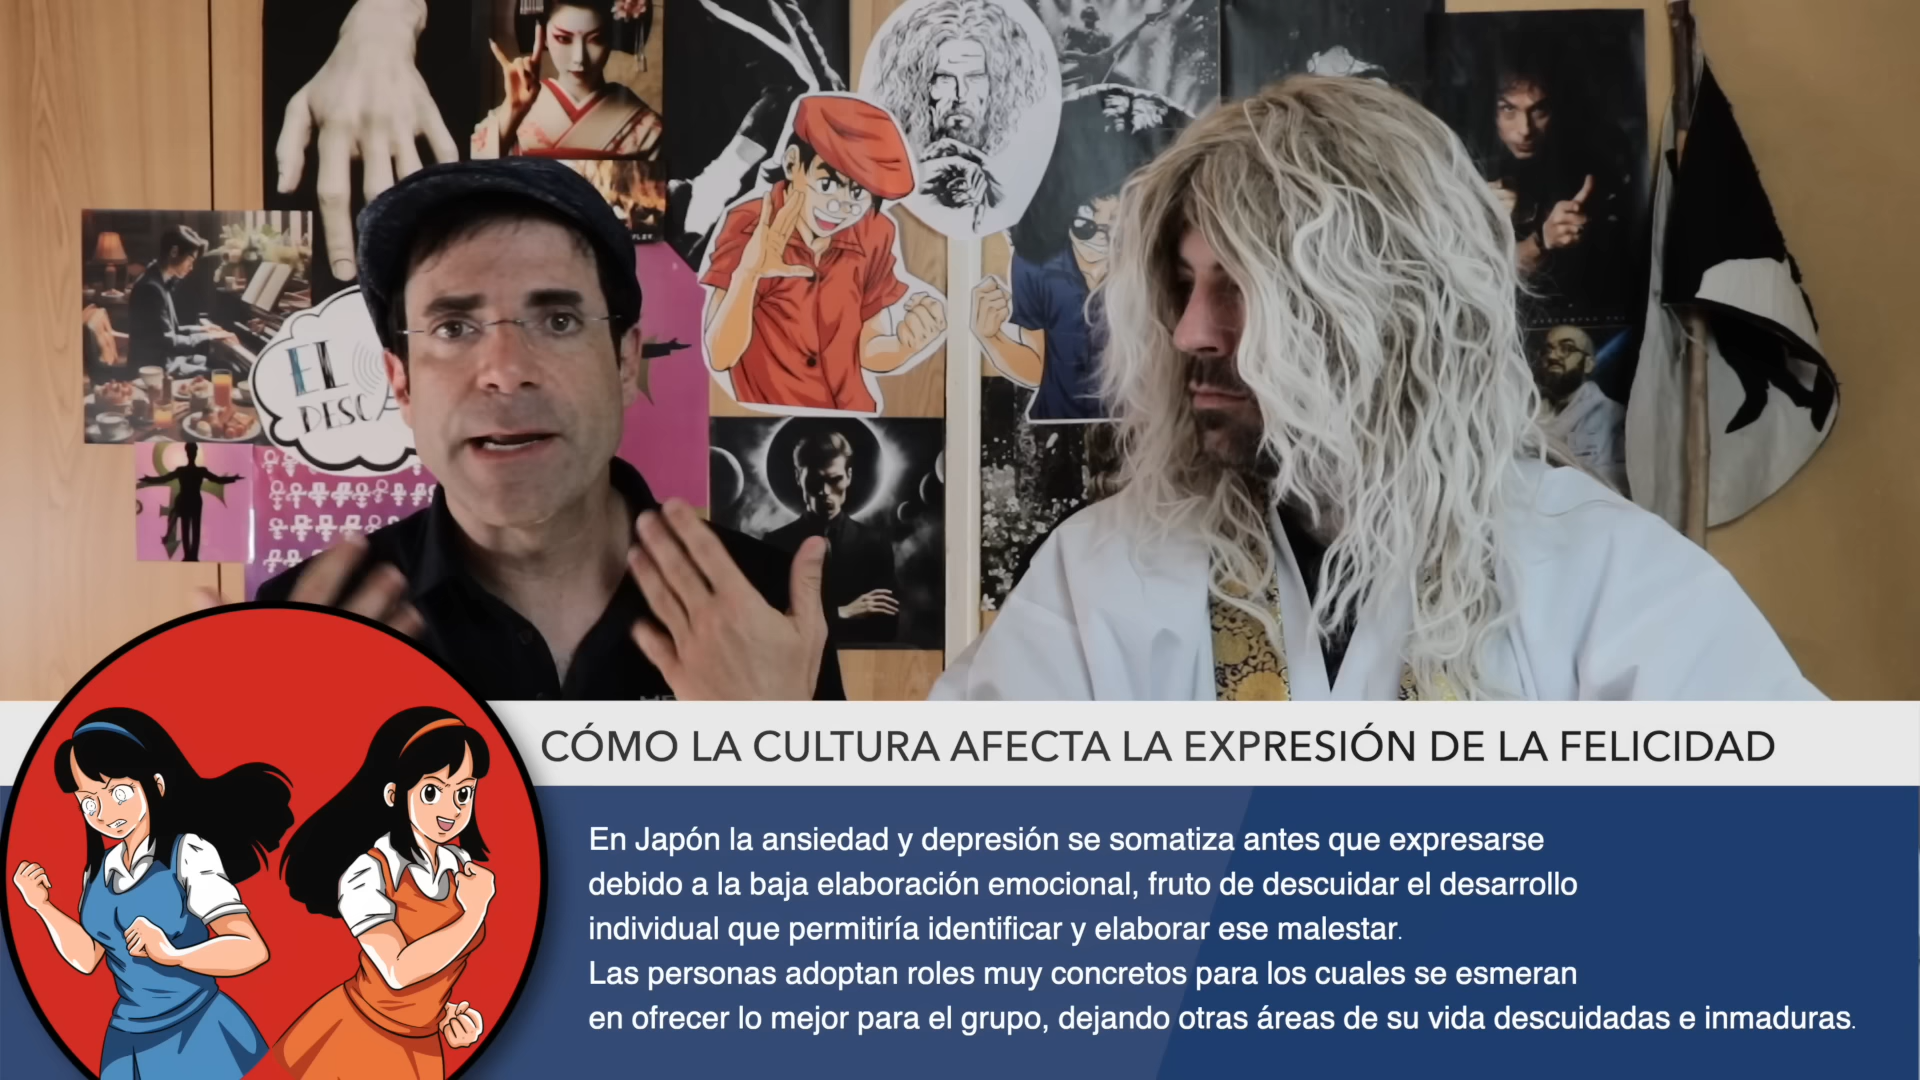 EL
DESCA
CÓMO LA CULTURA AFECTA LA EXPRESIÓN DE LA FELICIDAD
En Japón la ansiedad y depresión se somatiza antes que expresarse
debido a la baja elaboración emocional, fruto de descuidar el desarrollo
individual que permitiría identificar y elaborar ese malestar.
Las personas adoptan roles muy concretos para los cuales se esmeran
en ofrecer lo mejor para el grupo, dejando otras áreas de su vida descuidadas e inmaduras.